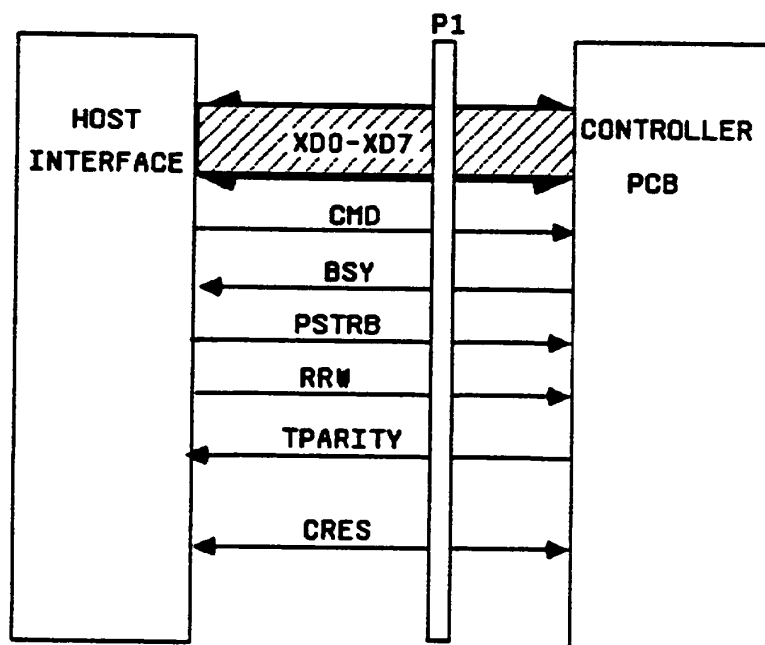 P1
HOST
INTERFACE
XD0-XD7
CONTROLLER
PCB
CMD
BSY
PSTRB
RRW
TPARITY
CRES